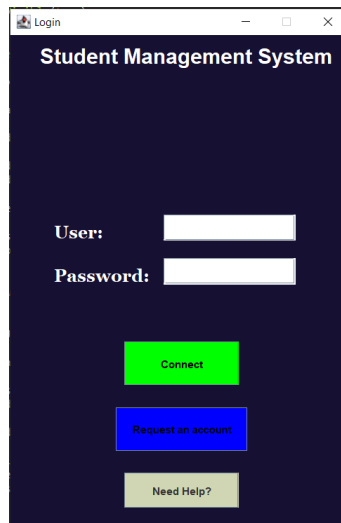 Login
Student Management System
User:
Password:
Connect
Request an account
Need Help?